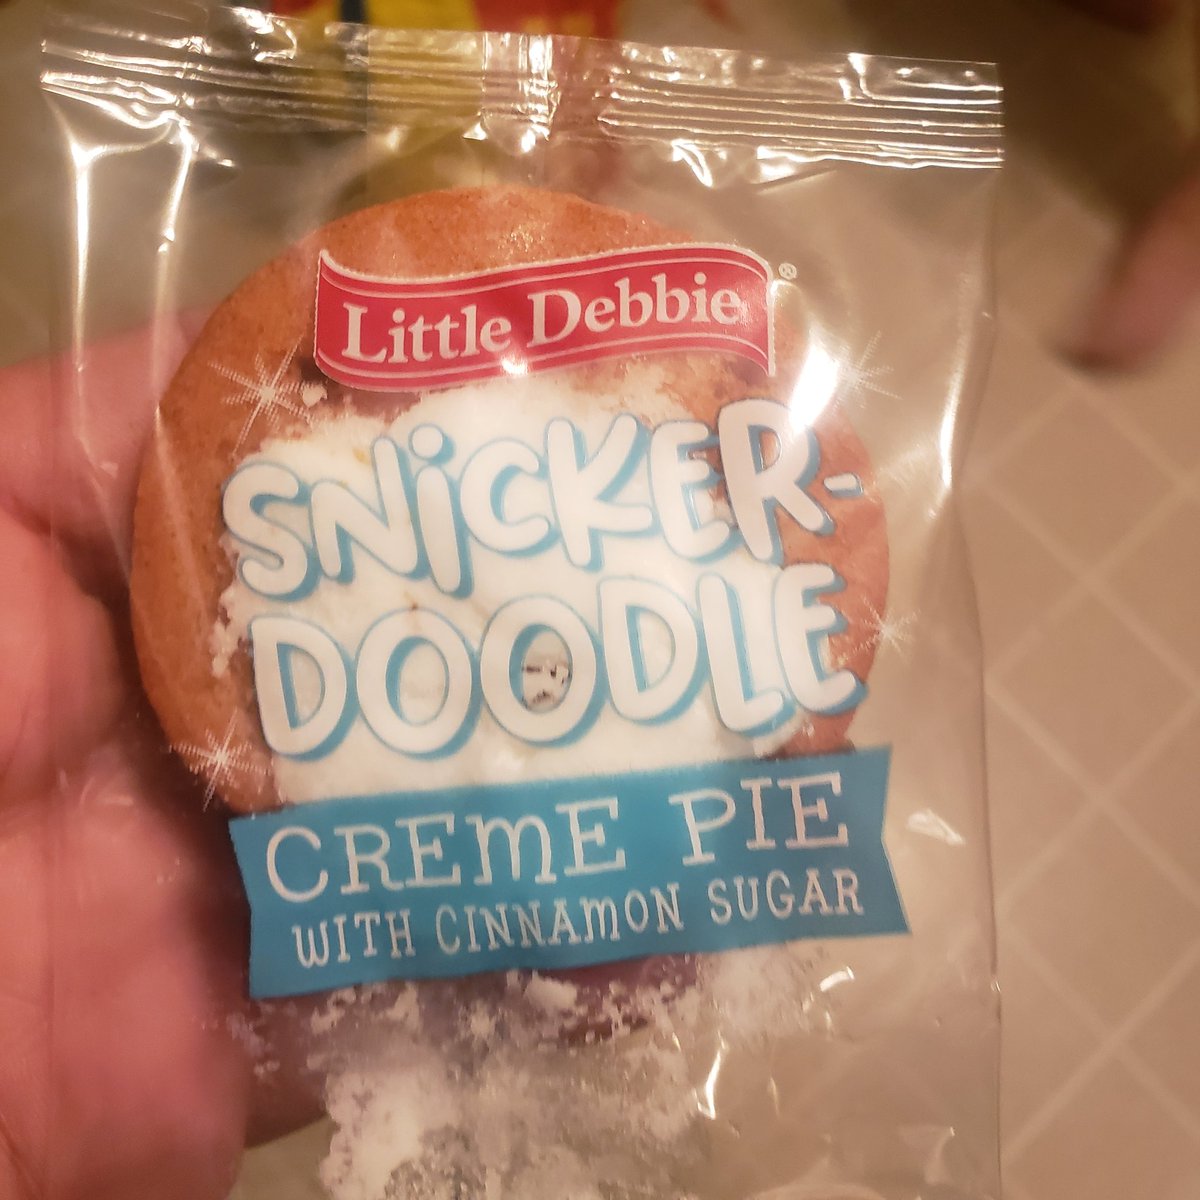 Little Debbie®
SNiCKER-
DOODLE
CREmE PIE
WITH CINNAmON SUGAR